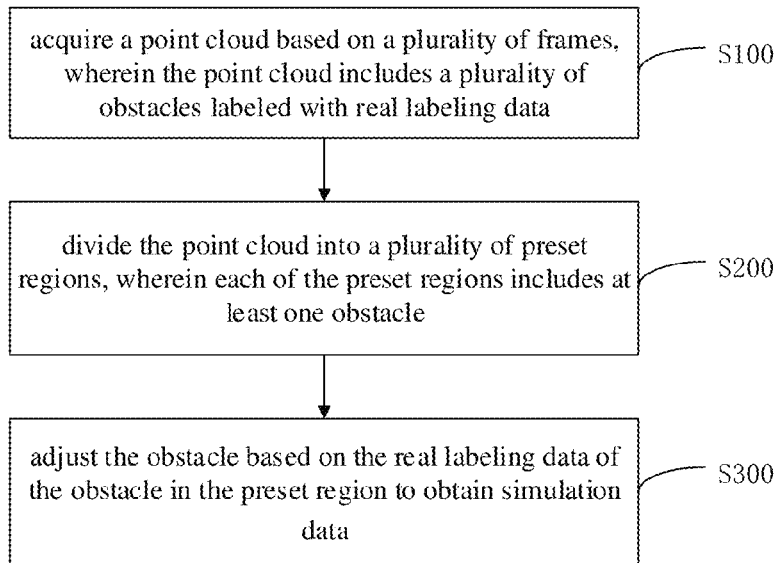 acquire a point cloud based on a plurality of frames,
wherein the point cloud includes a plurality of
obstacles labeled with real labeling data
S100
divide the point cloud into a plurality of preset
regions, wherein each of the preset regions includes at
least one obstacle
S200
adjust the obstacle based on the real labeling data of
the obstacle in the preset region to obtain simulation
data
S300